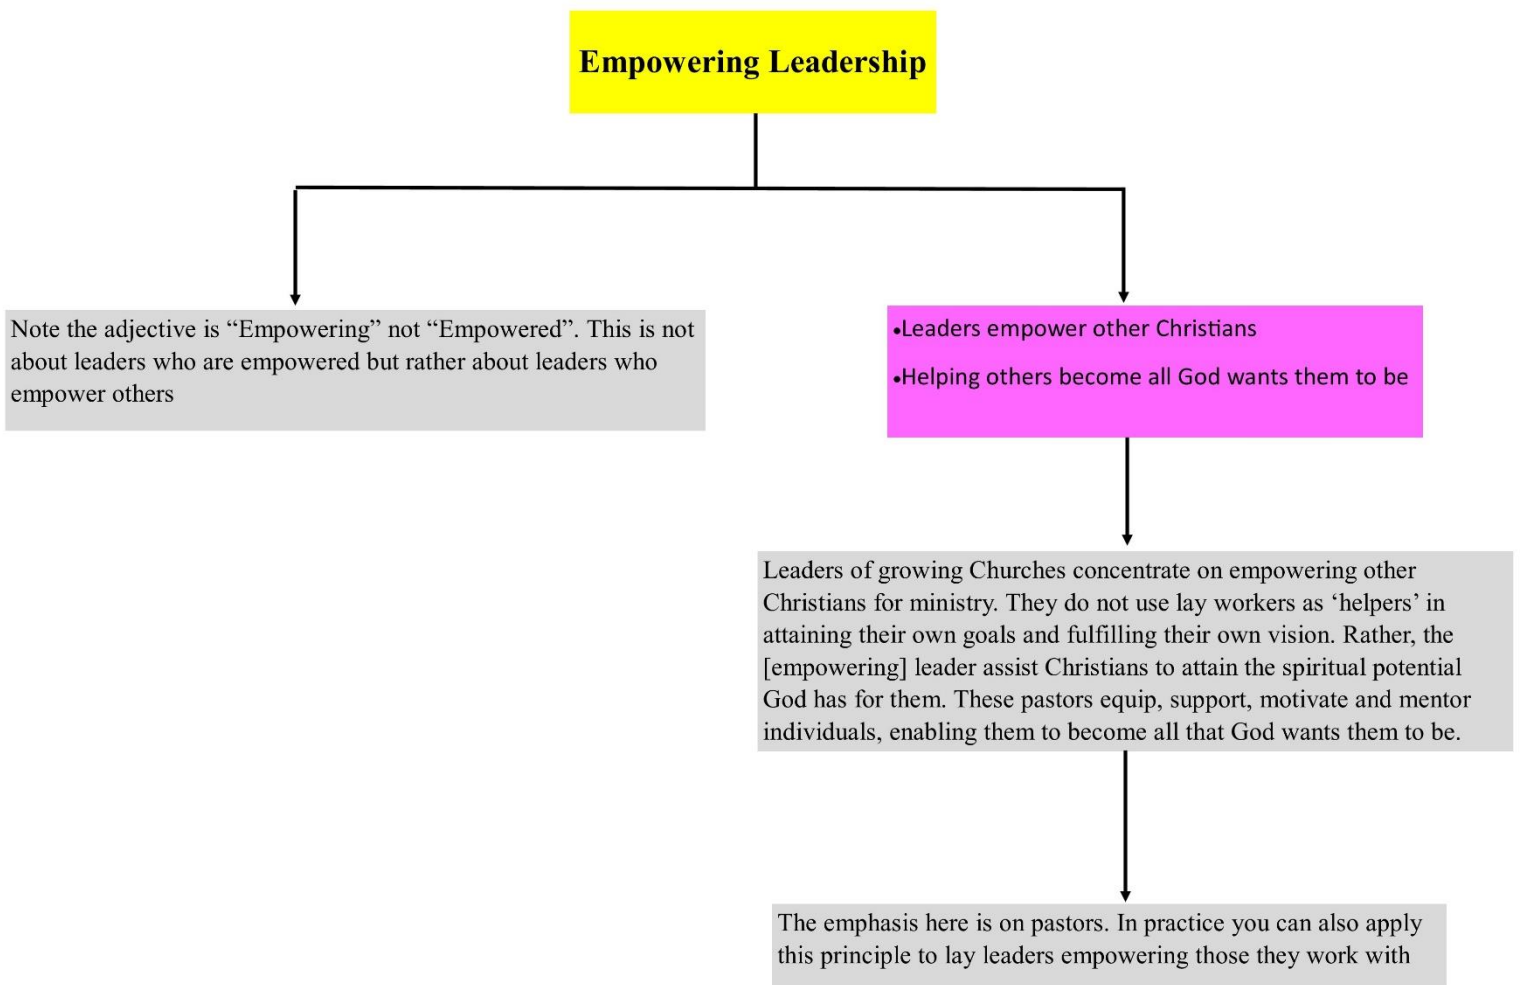 Empowering Leadership
Note the adjective is “Empowering” not “Empowered”. This is not
about leaders who are empowered but rather about leaders who
empower others
•Leaders empower other Christians
•Helping others become all God wants them to be
Leaders of growing Churches concentrate on empowering other
Christians for ministry. They do not use lay workers as ‘helpers’ in
attaining their own goals and fulfilling their own vision. Rather, the
[empowering] leader assist Christians to attain the spiritual potential
God has for them. These pastors equip, support, motivate and mentor
individuals, enabling them to become all that God wants them to be.
The emphasis here is on pastors. In practice you can also apply
this principle to lay leaders empowering those they work with